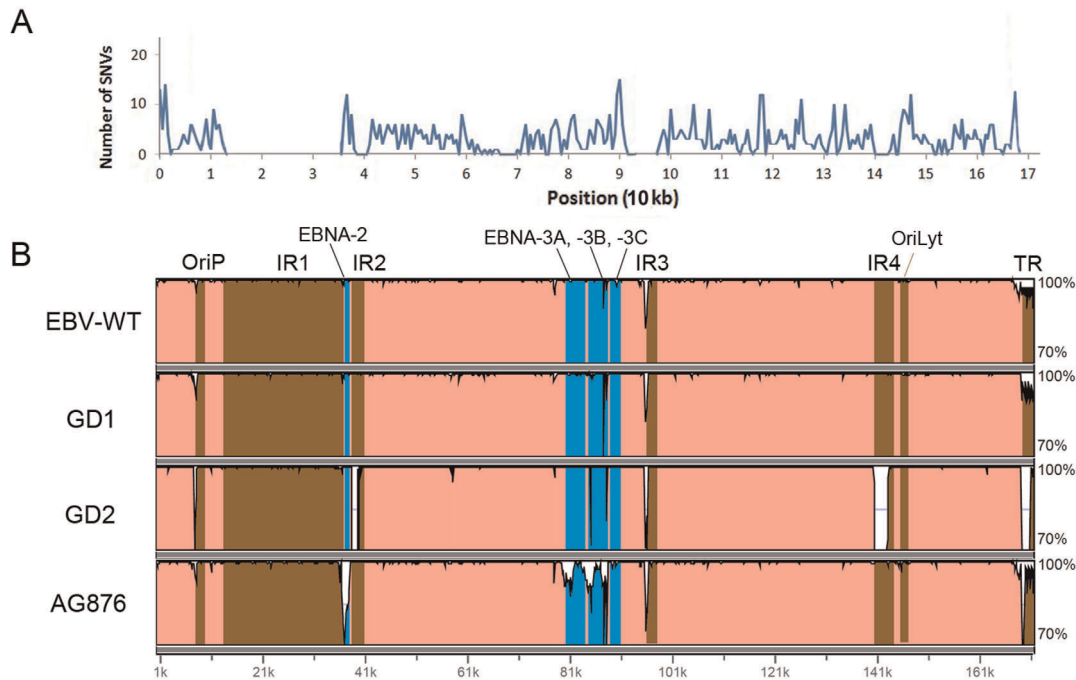 A
Number of SNVs
20
10
0
0 1 2 3 4 5 6 7 8 9 10 11 12 13 14 15 16 17
Position (10 kb)
B
EBNA-2
EBNA-3A, -3B, -3C
OriLyt
OriP IR1 IR2 IR3 IR4 TR
EBV-WT
100%
70%
GD1
100%
70%
GD2
100%
70%
AG876
100%
70%
1k 21k 41k 61k 81k 101k 121k 141k 161k